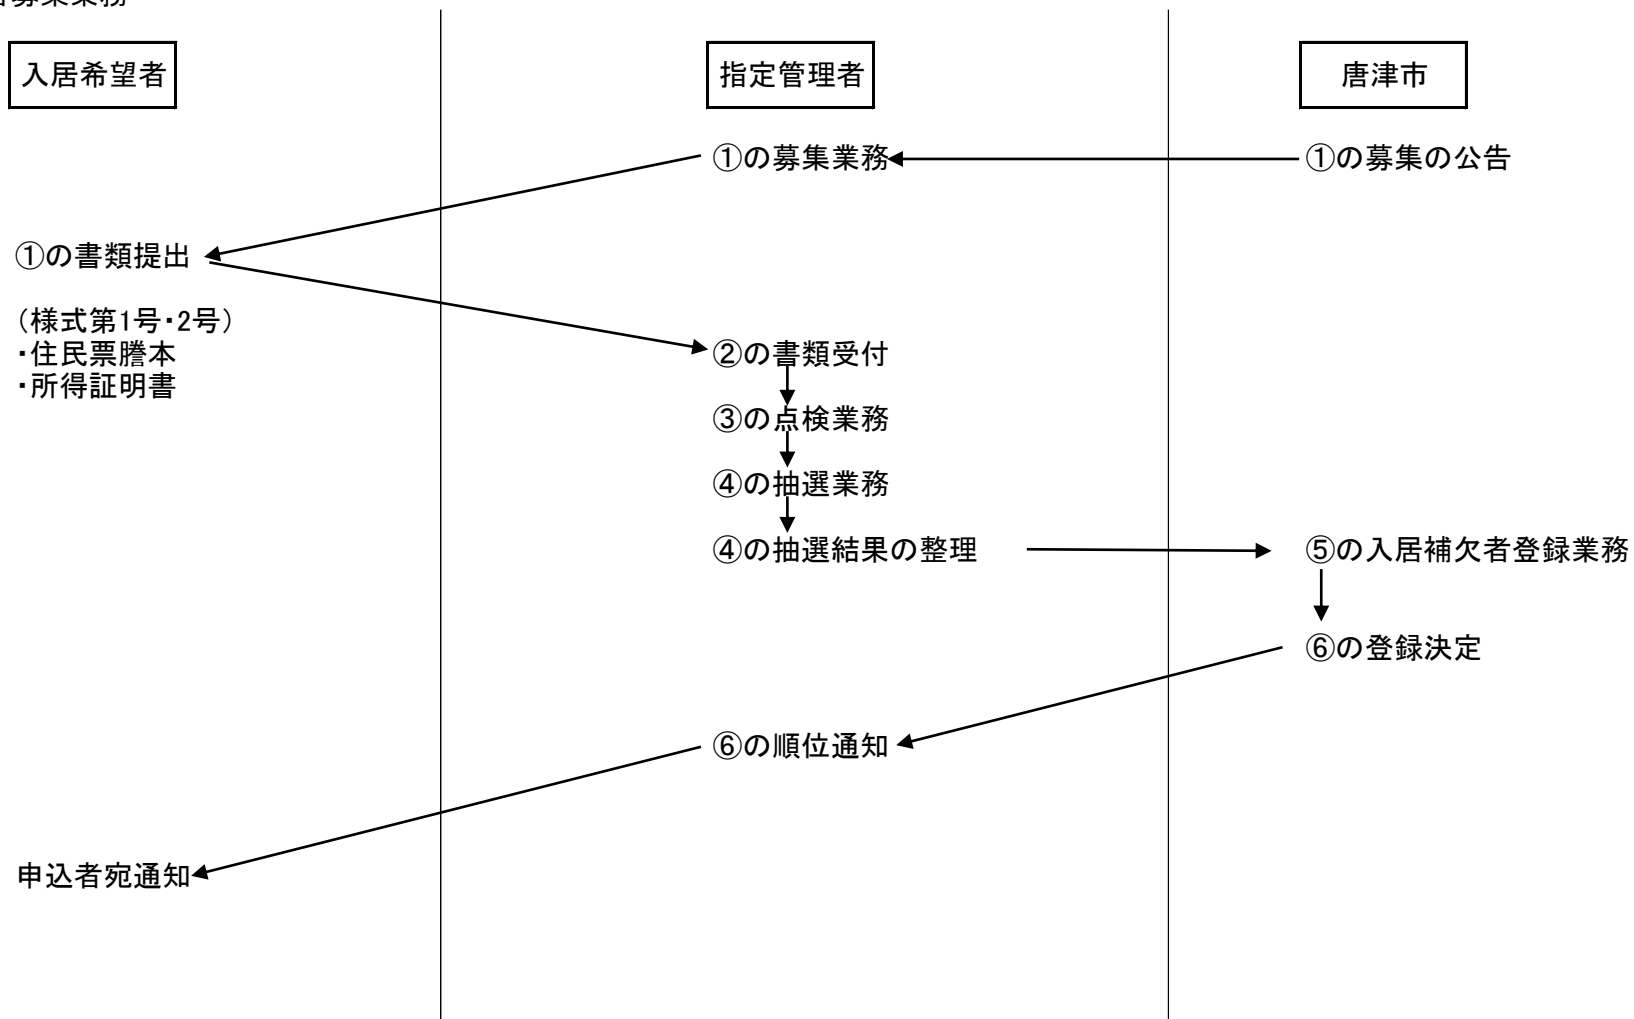 募集業務
入居希望者
指定管理者
唐津市
①の募集業務
①の募集の公告
①の書類提出
（様式第1号・2号）
・住民票謄本
・所得証明書
②の書類受付
③の点検業務
④の抽選業務
④の抽選結果の整理
⑤の入居補欠者登録業務
⑥の登録決定
⑥の順位通知
申込者宛通知